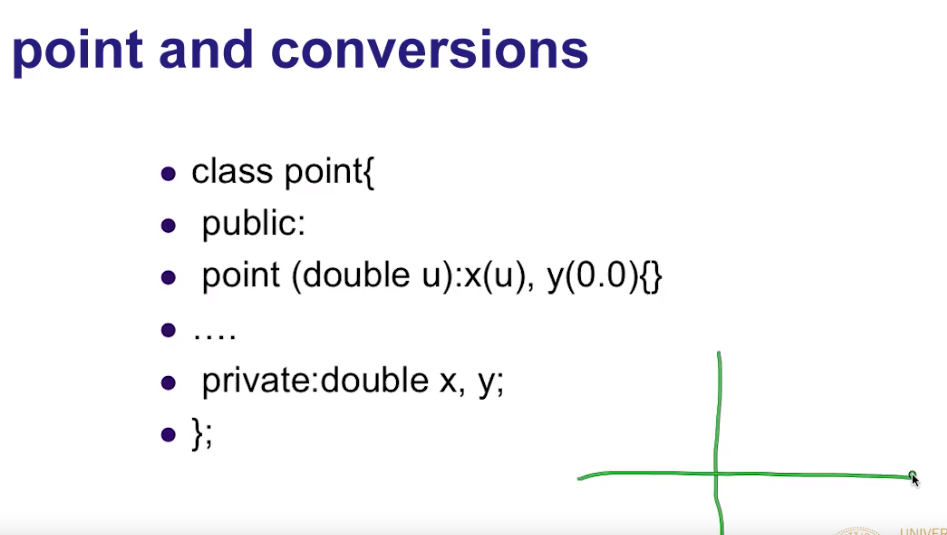 point and conversions
● class point{
● public:
● point (double u):x(u), y(0.0){}
● ....
● private:double x, y;
● };